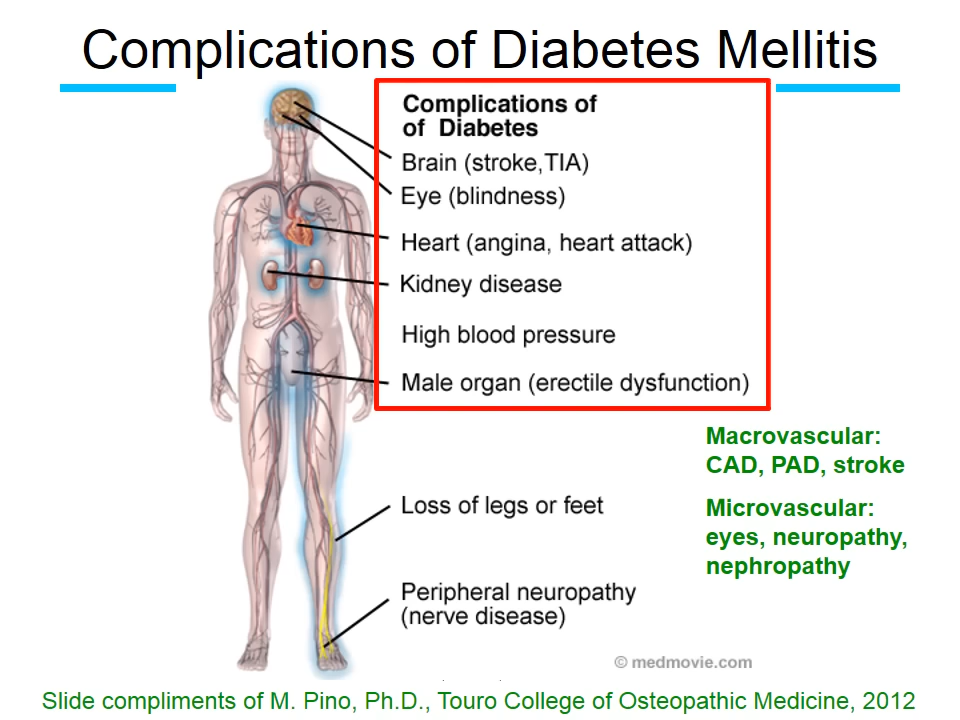 Complications of Diabetes Mellitis
Complications of
of Diabetes
Brain (stroke,TIA)
Eye (blindness)
Heart (angina, heart attack)
Kidney disease
High blood pressure
Male organ (erectile dysfunction)
Macrovascular:
CAD, PAD, stroke
Microvascular:
eyes, neuropathy,
nephropathy
Loss of legs or feet
Peripheral neuropathy
(nerve disease)
© medmovie.com
Slide compliments of M. Pino, Ph.D., Touro College of Osteopathic Medicine, 2012